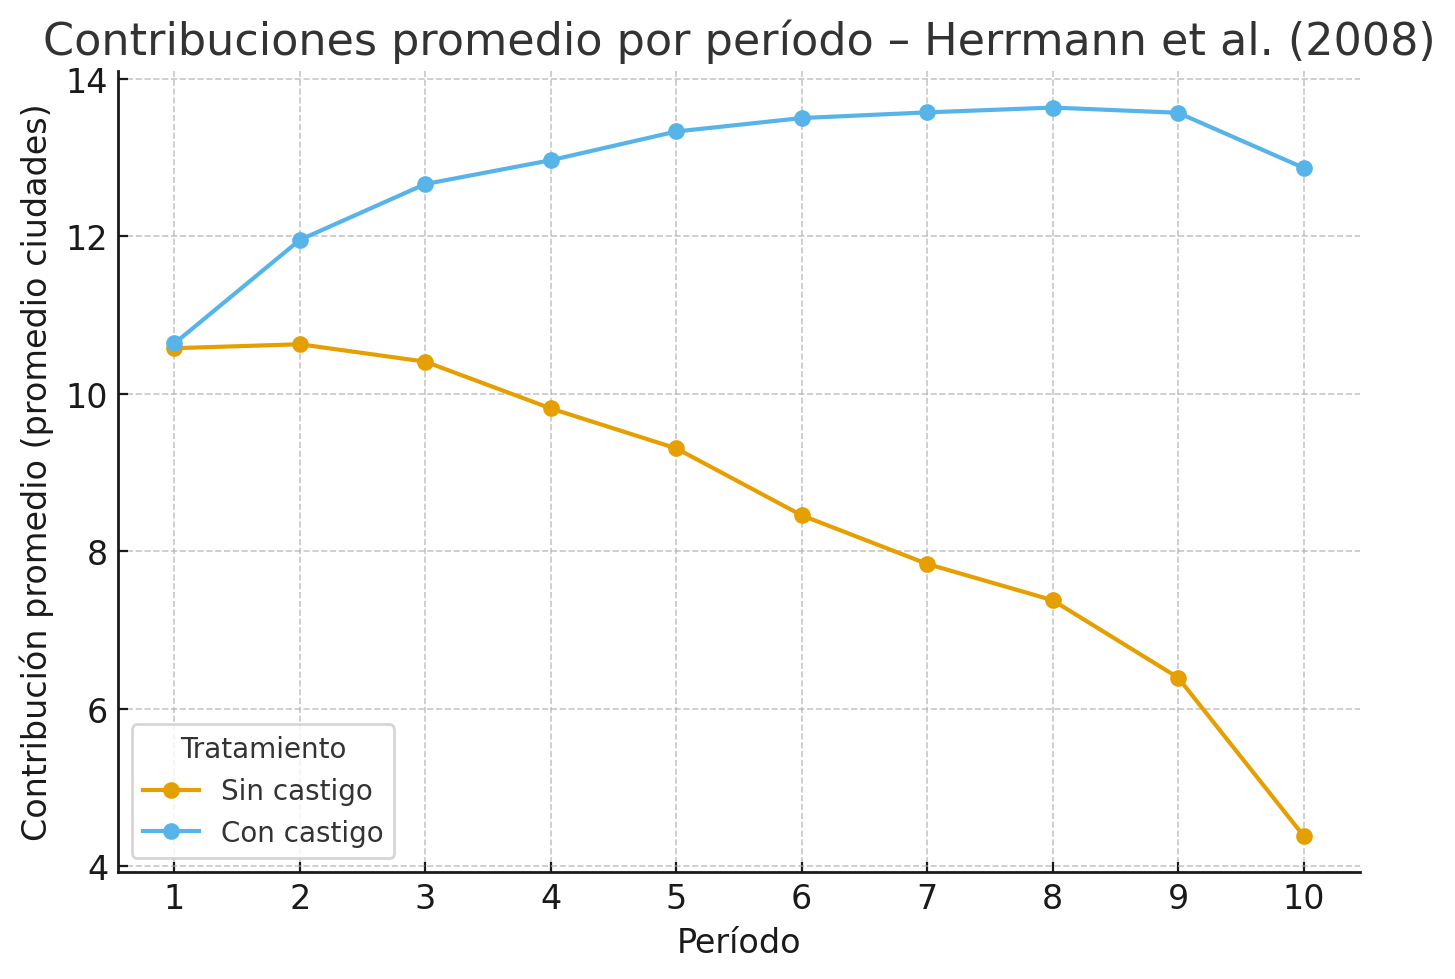 Contribuciones promedio por período – Herrmann et al. (2008)
Contribución promedio (promedio ciudades)
14
12
10
8
6
4
Tratamiento
Sin castigo
Con castigo
1 2 3 4 5 6 7 8 9 10
Período